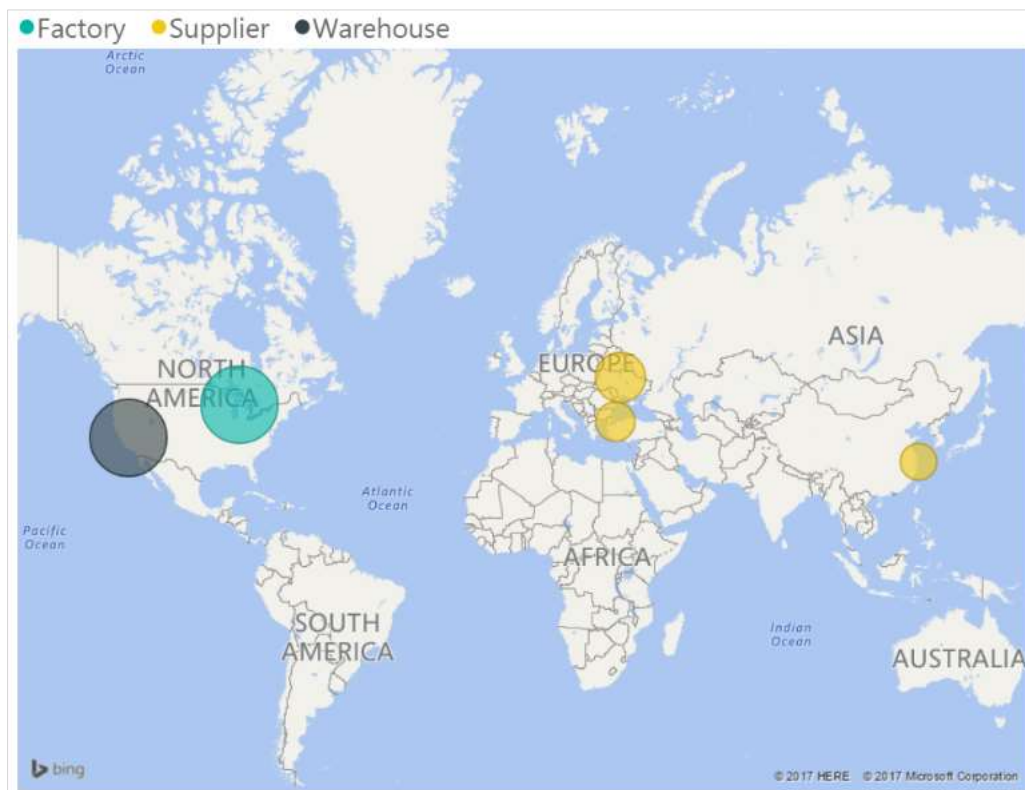 Factory Supplier Warehouse
Arctic
Ocean
NORTH
AMERICA
EUROPE
ASIA
Atlantic
Ocean
Pacific
Ocean
AFRICA
SOUTH
AMERICA
Indian
Ocean
AUSTRALIA
bing
© 2017 HERE © 2017 Microsoft Corporation